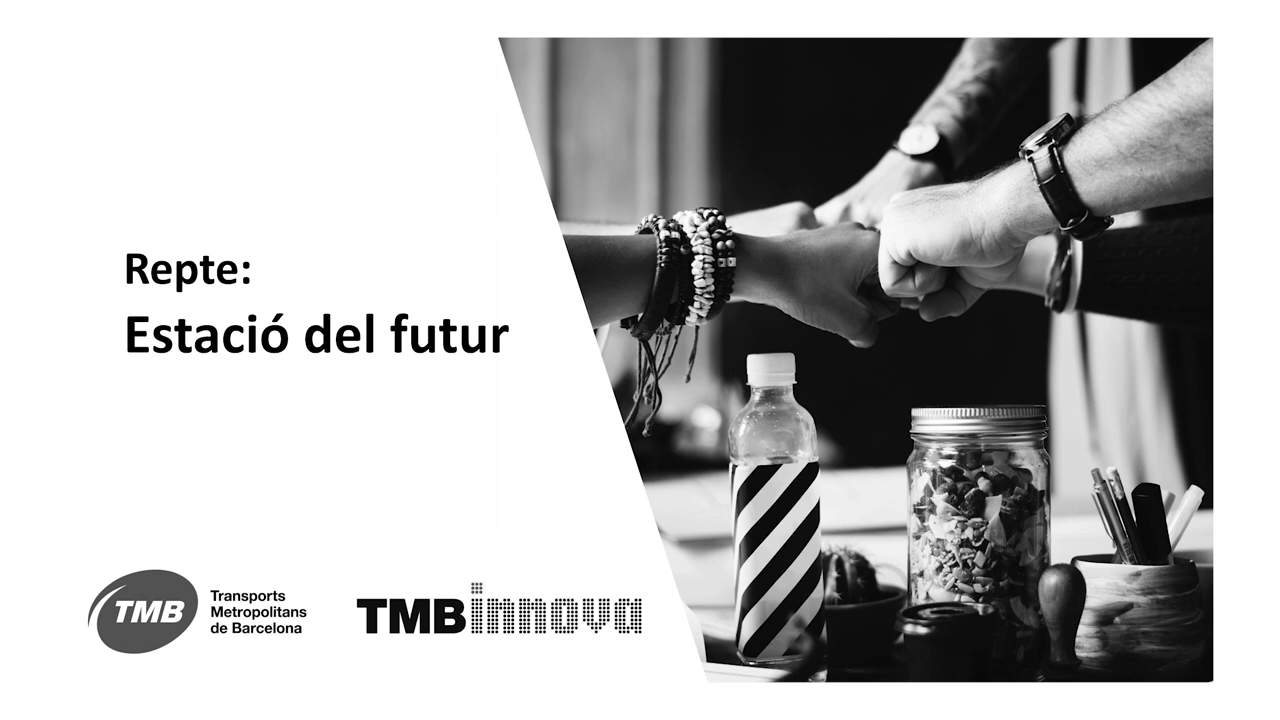 Repte:
Estació del futur
TMB
Transports
Metropolitans
de Barcelona
TMBinnova